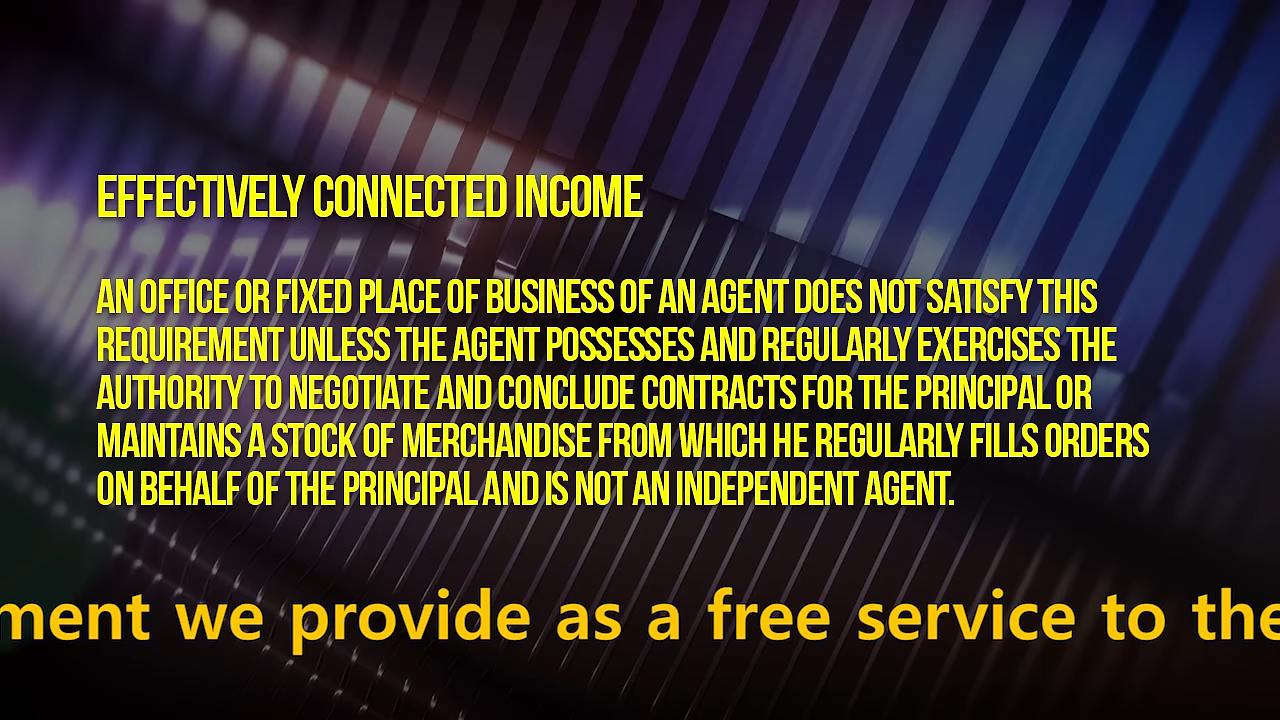 EFFECTIVELY CONNECTED INCOME
AN OFFICE OR FIXED PLACE OF BUSINESS OF AN AGENT DOES NOT SATISFY THIS
REQUIREMENT UNLESS THE AGENT POSSESSES AND REGULARLY EXERCISES THE
AUTHORITY TO NEGOTIATE AND CONCLUDE CONTRACTS FOR THE PRINCIPAL OR
MAINTAINS A STOCK OF MERCHANDISE FROM WHICH HE REGULARLY FILLS ORDERS
ON BEHALF OF THE PRINCIPAL AND IS NOT AN INDEPENDENT AGENT.
ment we provide as a free service to the